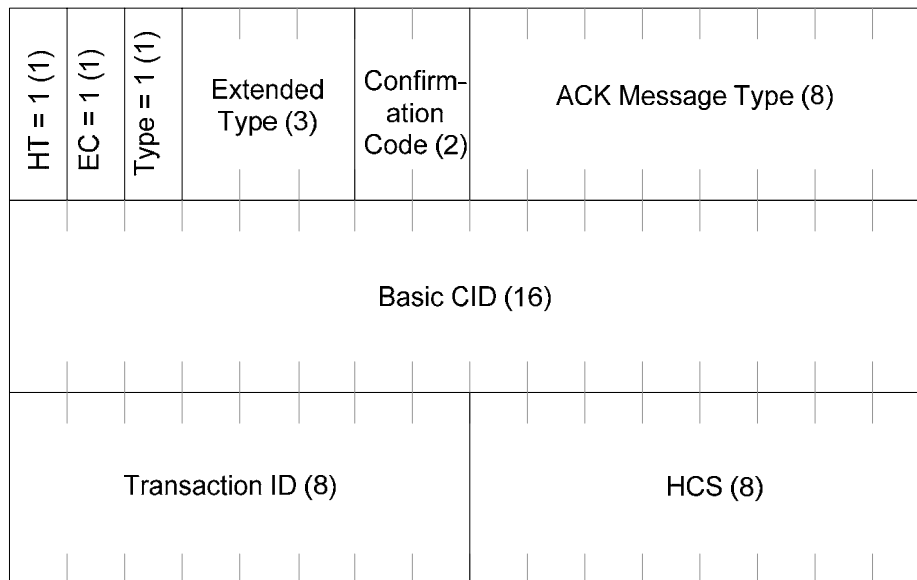 HT = 1 (1)
EC = 1 (1)
Type = 1 (1)
Extended
Type (3)
Confirm-
ation
Code (2)
ACK Message Type (8)
Basic CID (16)
Transaction ID (8)
HCS (8)